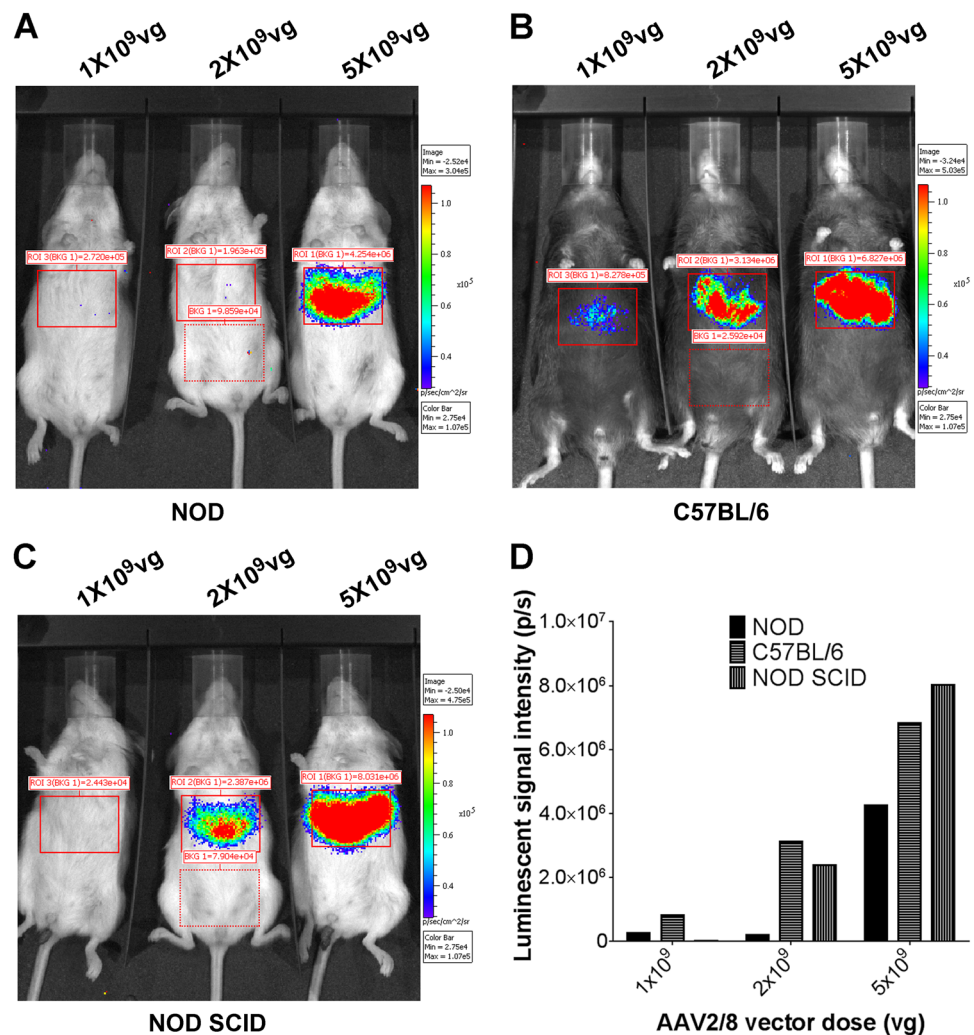 A
1X10⁹vg
2X10⁹vg
5X10⁹vg
ROI 3(BKG 1)=2.720e+05
ROI 2(BKG 1)=1.963e+05
ROI 1(BKG 1)=4.254e+06
BKG 1=9.859e+04
Image
Min = -2.52e4
Max = 3.04e5
1.0
0.8
x10⁵
0.6
0.4
p/sec/cm^2/sr
Color Bar
Min = 2.75e4
Max = 1.07e5
NOD
B
1X10⁹vg
2X10⁹vg
5X10⁹vg
ROI 3(BKG 1)=8.278e+05
ROI 2(BKG 1)=3.134e+06
ROI 1(BKG 1)=6.827e+06
BKG 1=2.592e+04
Image
Min = -3.24e4
Max = 5.03e5
1.0
0.8
x10⁵
0.6
0.4
p/sec/cm^2/sr
Color Bar
Min = 2.75e4
Max = 1.07e5
C57BL/6
C
1X10⁹vg
2X10⁹vg
5X10⁹vg
ROI 3(BKG 1)=2.443e+04
ROI 2(BKG 1)=2.387e+06
ROI 1(BKG 1)=8.031e+06
BKG 1=7.904e+04
Image
Min = -2.50e4
Max = 4.75e5
1.0
0.8
x10⁵
0.6
0.4
p/sec/cm^2/sr
Color Bar
Min = 2.75e4
Max = 1.07e5
NOD SCID
D
Luminescent signal intensity (p/s)
1.0×10⁷
8.0×10⁶
6.0×10⁶
4.0×10⁶
2.0×10⁶
0
NOD
C57BL/6
NOD SCID
1x10⁹
2x10⁹
5x10⁹
AAV2/8 vector dose (vg)